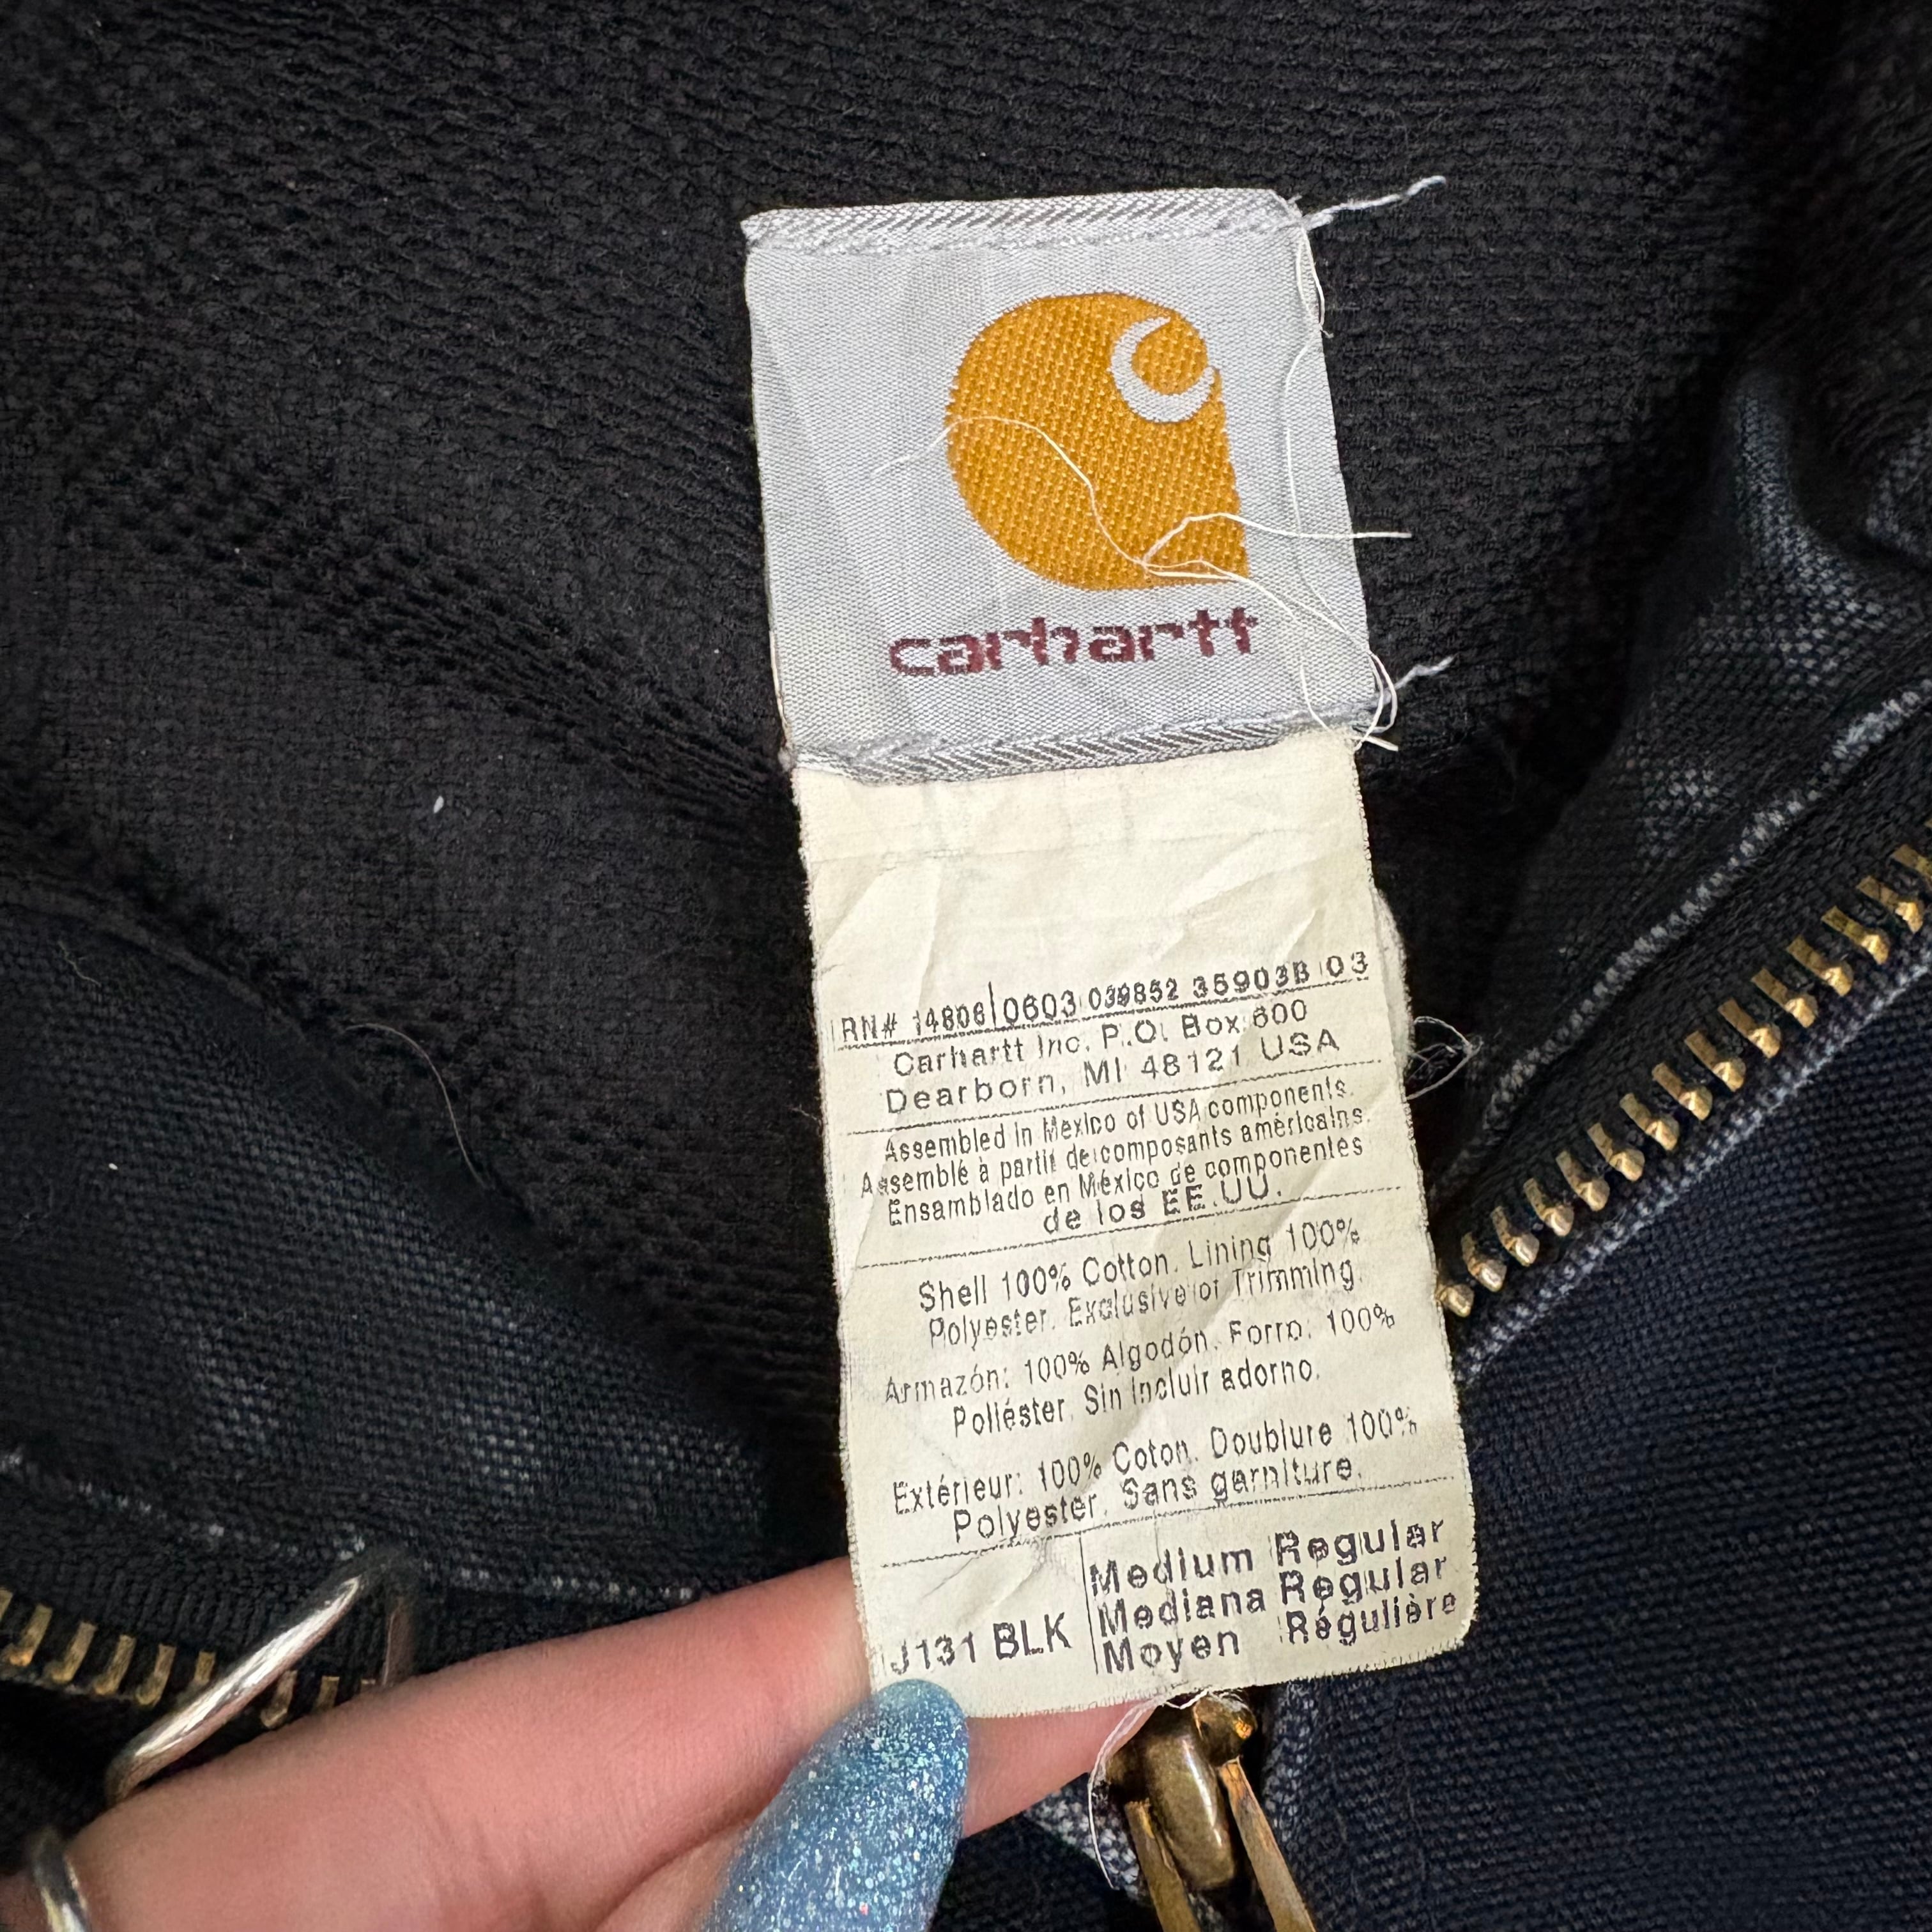 carhartt
RN# 14806 0603 039852 35903B 03
Carhartt Inc. P.O. Box 600
Dearborn, MI 48121 USA
Assembled in Mexico of USA components.
Assemblé à partir de composants américains.
Ensamblado en México de componentes
de los EE.UU.
Shell 100% Cotton. Lining 100%
Polyester. Exclusive of Trimming.
Armazón: 100% Algodón. Forro: 100%
Poliéster. Sin incluir adorno.
Extérieur: 100% Coton. Doublure 100%
Polyester. Sans garniture.
J131 BLK
Medium Regular
Mediana Regular
Moyen Régulière